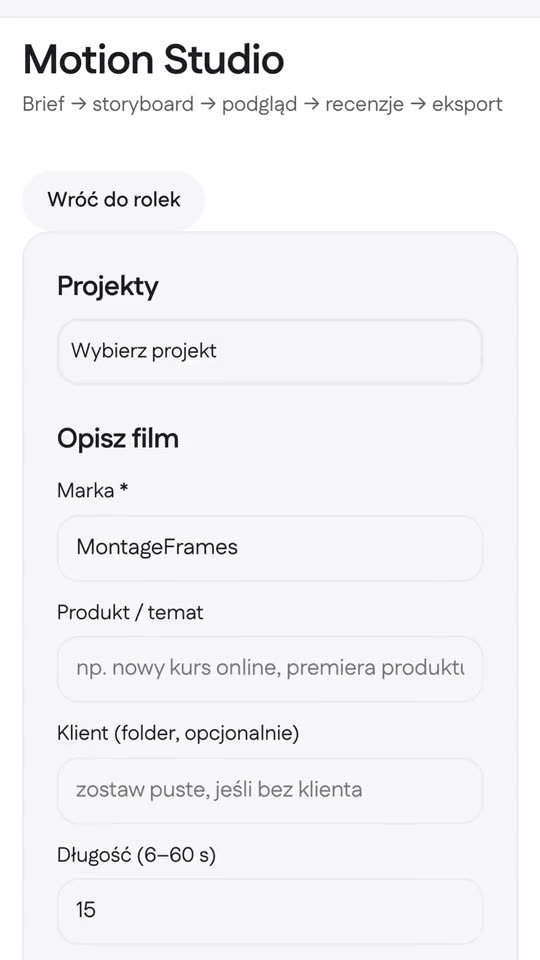 Motion Studio
Brief → storyboard → podgląd → recenzje → eksport
Wróć do rolek
Projekty
Wybierz projekt
Opisz film
Marka *
MontageFrames
Produkt / temat
np. nowy kurs online, premiera produktu
Klient (folder, opcjonalnie)
zostaw puste, jeśli bez klienta
Długość (6–60 s)
15